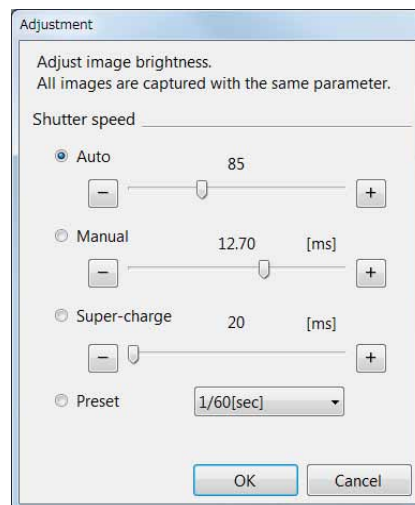 Adjustment
Adjust image brightness.
All images are captured with the same parameter.
Shutter speed
Auto 85
− +
Manual 12.70 [ms]
− +
Super-charge 20 [ms]
− +
Preset 1/60[sec]
OK Cancel